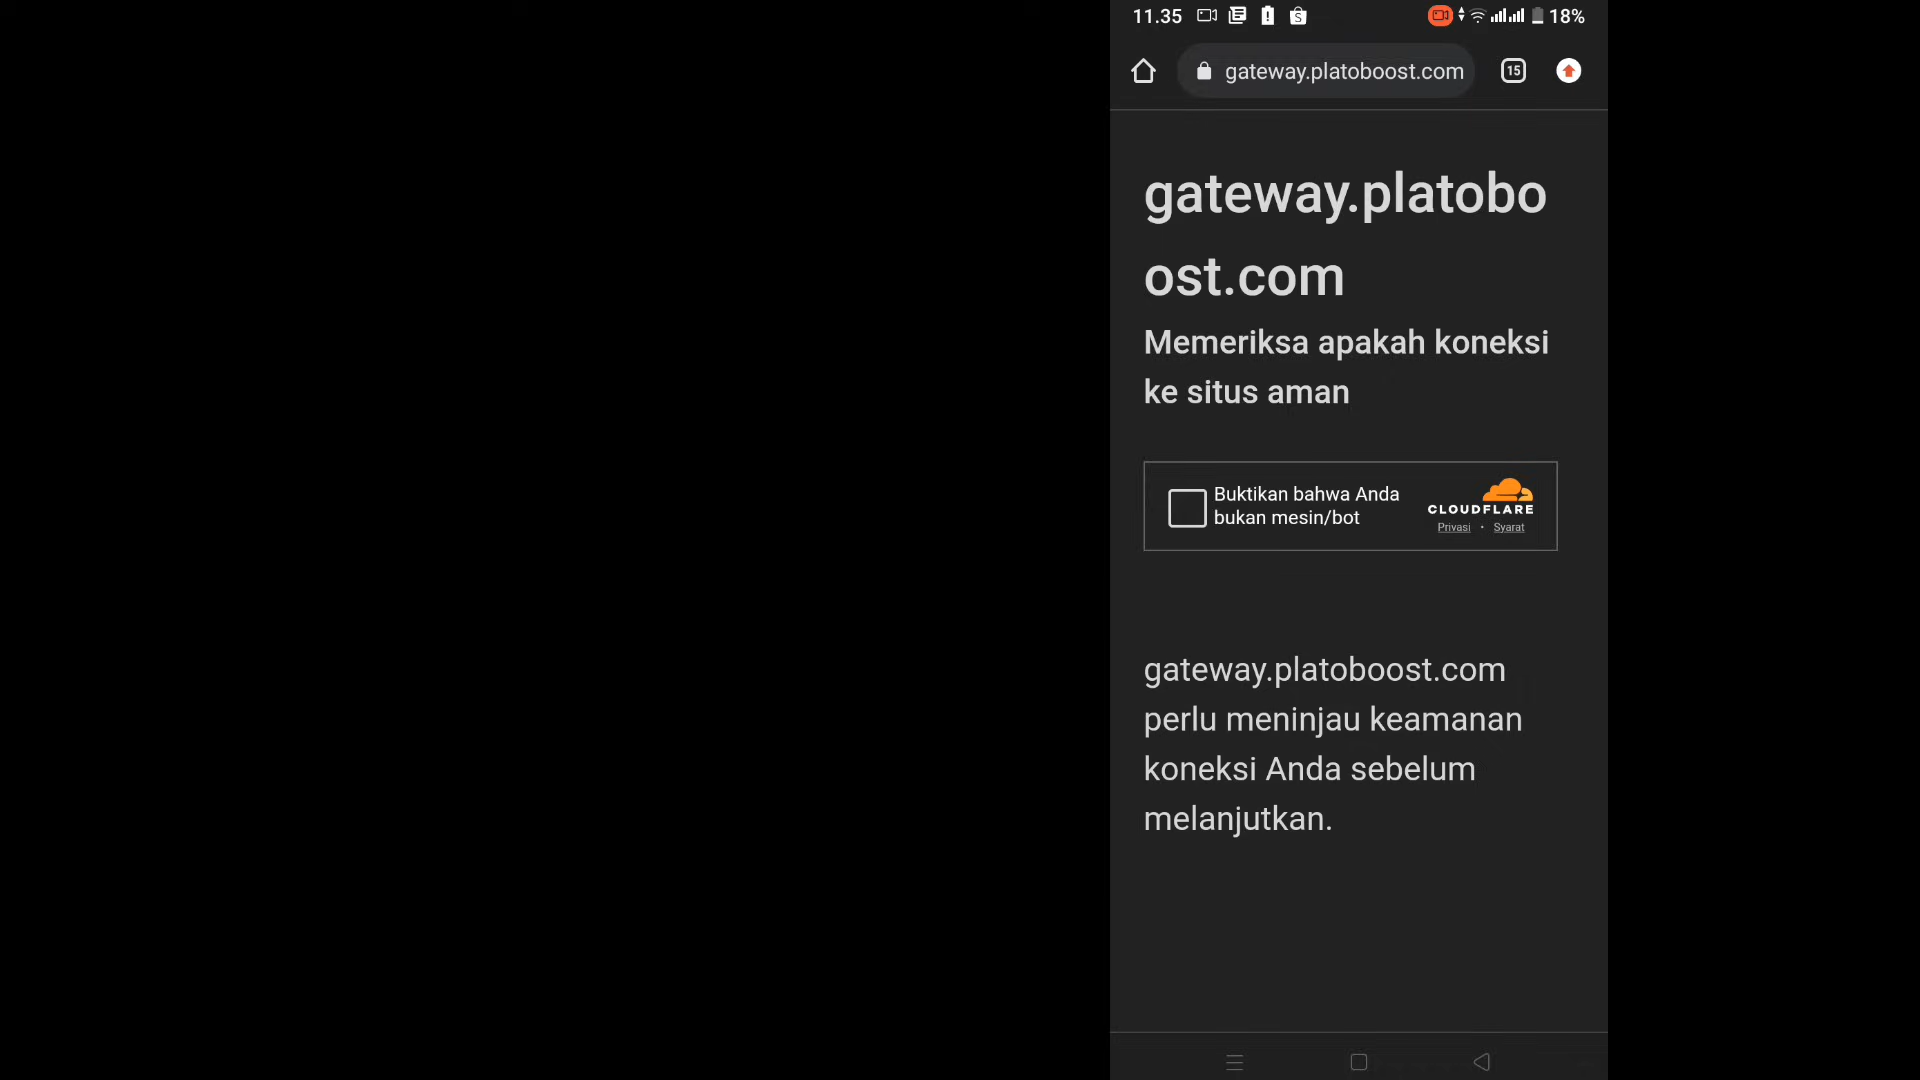 11.35
18%
gateway.platoboost.com
15
gateway.platobo
ost.com
Memeriksa apakah koneksi
ke situs aman
Buktikan bahwa Anda
bukan mesin/bot
CLOUDFLARE
Privasi • Syarat
gateway.platoboost.com
perlu meninjau keamanan
koneksi Anda sebelum
melanjutkan.